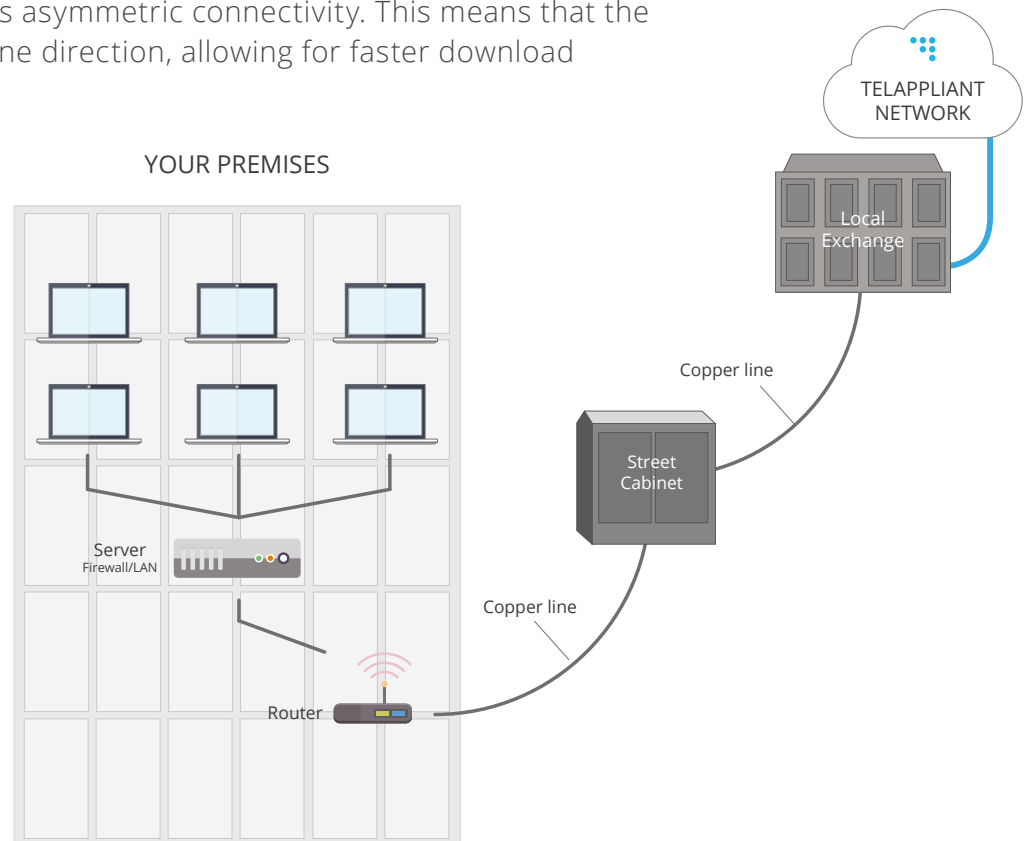 s asymmetric connectivity. This means that the
ne direction, allowing for faster download
TELAPPLIANT
NETWORK
YOUR PREMISES
Local
Exchange
Copper line
Street
Cabinet
Server
Firewall/LAN
Copper line
Router